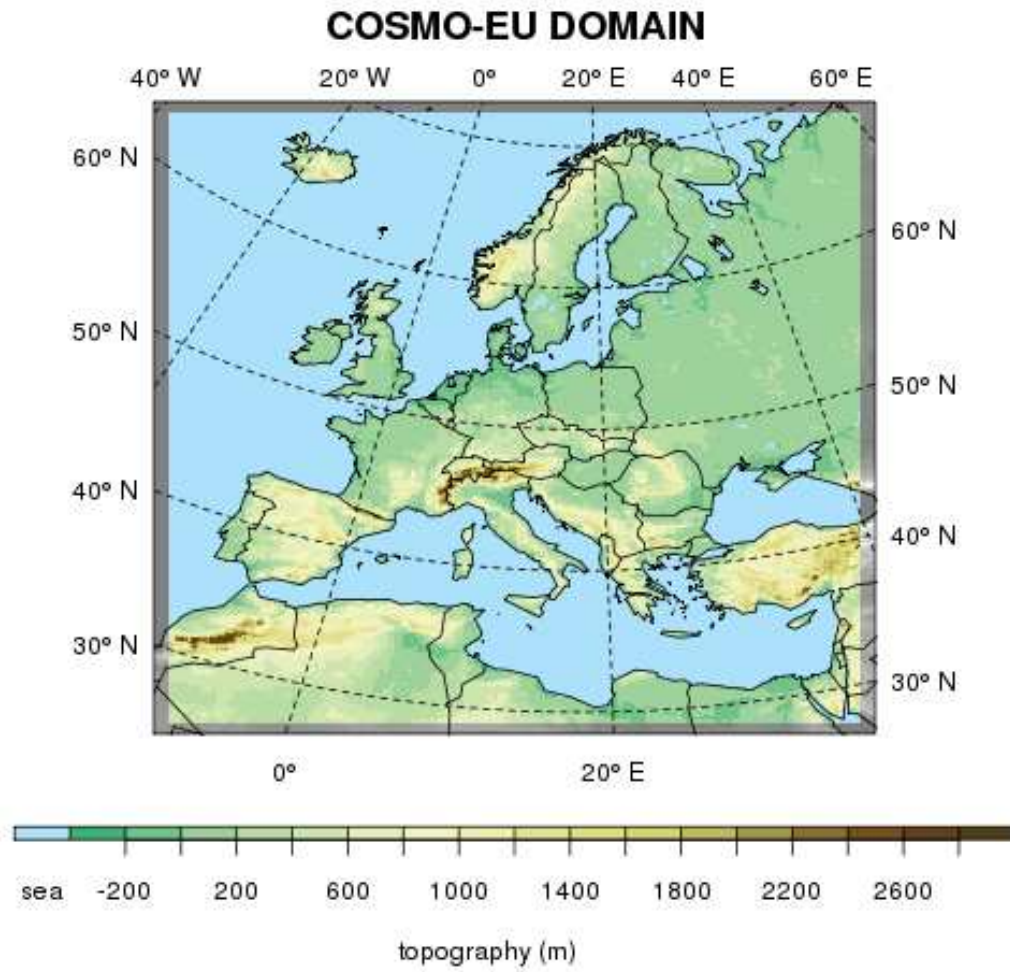 COSMO-EU DOMAIN
40° W 20° W 0° 20° E 40° E 60° E
60° N
60° N
50° N
50° N
40° N
40° N
30° N
30° N
0° 20° E
sea -200 200 600 1000 1400 1800 2200 2600
topography (m)